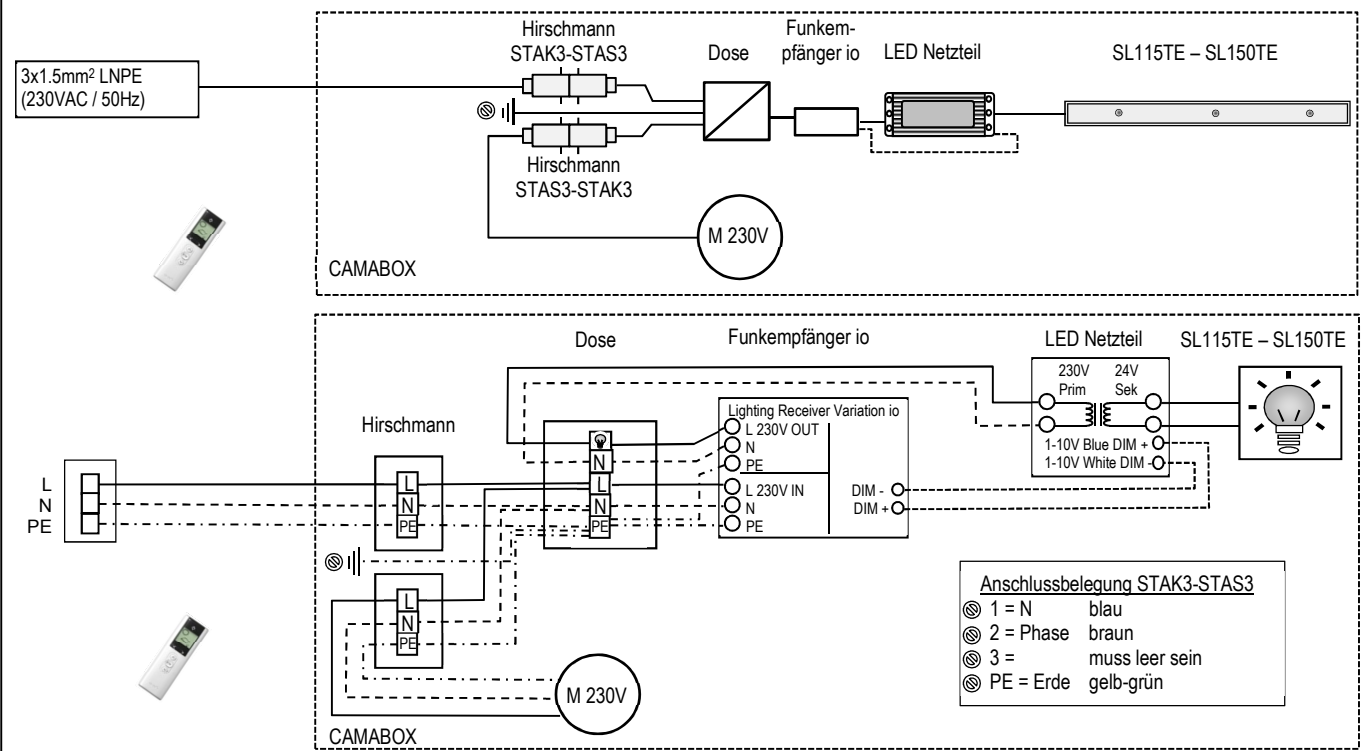 Hirschmann
STAK3-STAS3
Dose
Funkem-
pfänger io
LED Netzteil
SL115TE – SL150TE
3x1.5mm² LNPE
(230VAC / 50Hz)
Hirschmann
STAS3-STAK3
M 230V
CAMABOX
Hirschmann
Dose
Funkempfänger io
LED Netzteil
SL115TE – SL150TE
230V
Prim
24V
Sek
1-10V Blue DIM +
1-10V White DIM -
Lighting Receiver Variation io
L 230V OUT
N
PE
L 230V IN
N
PE
DIM -
DIM +
L
N
PE
L
N
PE
N
L
N
PE
L
N
PE
M 230V
CAMABOX
Anschlussbelegung STAK3-STAS3
1 = N blau
2 = Phase braun
3 = muss leer sein
PE = Erde gelb-grün